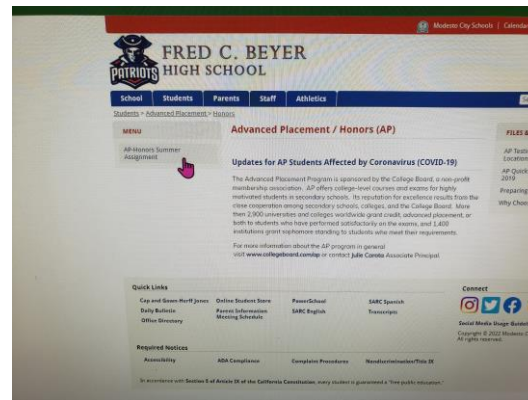 Modesto City Schools | Calendar
PATRIOTS
FRED C. BEYER
HIGH SCHOOL
School Students Parents Staff Athletics
Students > Advanced Placement > Honors
MENU
AP-Honors Summer
Assignment
Advanced Placement / Honors (AP)
Updates for AP Students Affected by Coronavirus (COVID-19)
The Advanced Placement Program is sponsored by the College Board, a non-profit
membership association. AP offers college-level courses and exams for highly
motivated students in secondary schools. Its reputation for excellence results from the
close cooperation among secondary schools, colleges, and the College Board. More
then 2,900 universities and colleges worldwide grant credit, advanced placement, or
both to students who have performed satisfactorily on the exams, and 1,400
institutions grant sophomore standing to students who meet their requirements.
For more information about the AP program in general
visit www.collegeboard.com/ap or contact Julie Carota Associate Principal.
FILES &
AP Testi
Location
AP Quick
2019
Preparing
Why Choo
Quick Links
Cap and Gown-Herff Jones Online Student Store PowerSchool SARC Spanish
Daily Bulletin Parent Information
Meeting Schedule SARC English Transcripts
Office Directory
Connect
Social Media Usage Guideli
Copyright © 2022 Modesto C
All rights reserved.
Required Notices
Accessibility ADA Compliance Complaint Procedures Nondiscrimination/Title IX
In accordance with Section 5 of Article IX of the California Constitution, every student is guaranteed a "free public education."